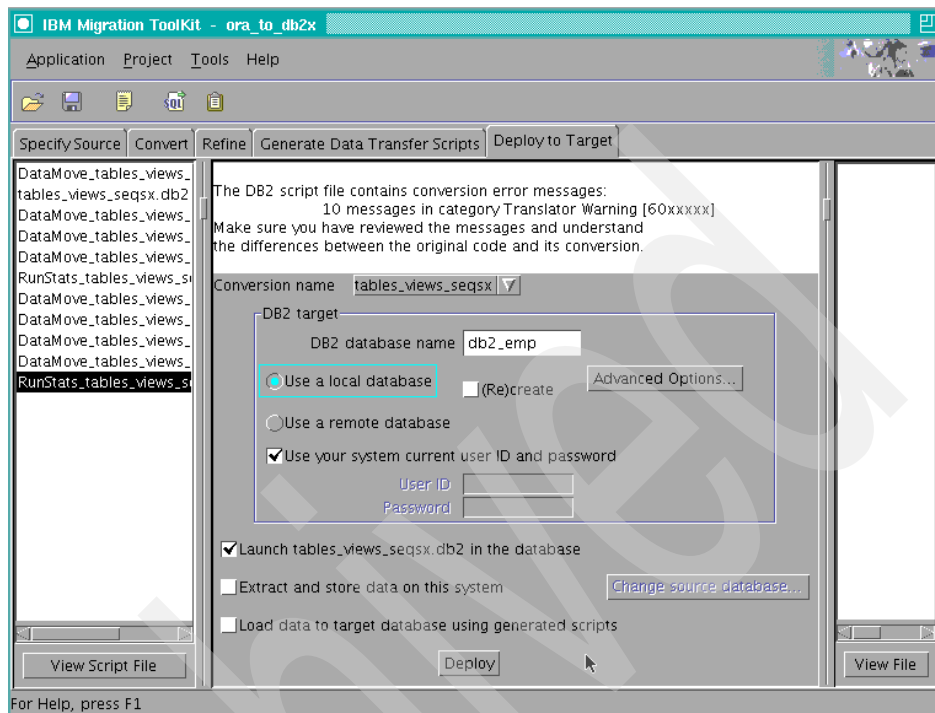 IBM Migration ToolKit - ora_to_db2x
Application Project Tools Help
SQL
Specify Source Convert Refine Generate Data Transfer Scripts Deploy to Target
DataMove_tables_views_
tables_views_seqsx.db2
DataMove_tables_views_
DataMove_tables_views_
DataMove_tables_views_
RunStats_tables_views_s
DataMove_tables_views_
DataMove_tables_views_
DataMove_tables_views_
DataMove_tables_views_
RunStats_tables_views_s
View Script File
The DB2 script file contains conversion error messages:
10 messages in category Translator Warning [60xxxxx]
Make sure you have reviewed the messages and understand
the differences between the original code and its conversion.
Conversion name tables_views_seqsx
DB2 target
DB2 database name db2_emp
Use a local database (Re)create Advanced Options...
Use a remote database
Use your system current user ID and password
User ID
Password
Launch tables_views_seqsx.db2 in the database
Extract and store data on this system Change source database...
Load data to target database using generated scripts
Deploy
View File
For Help, press F1